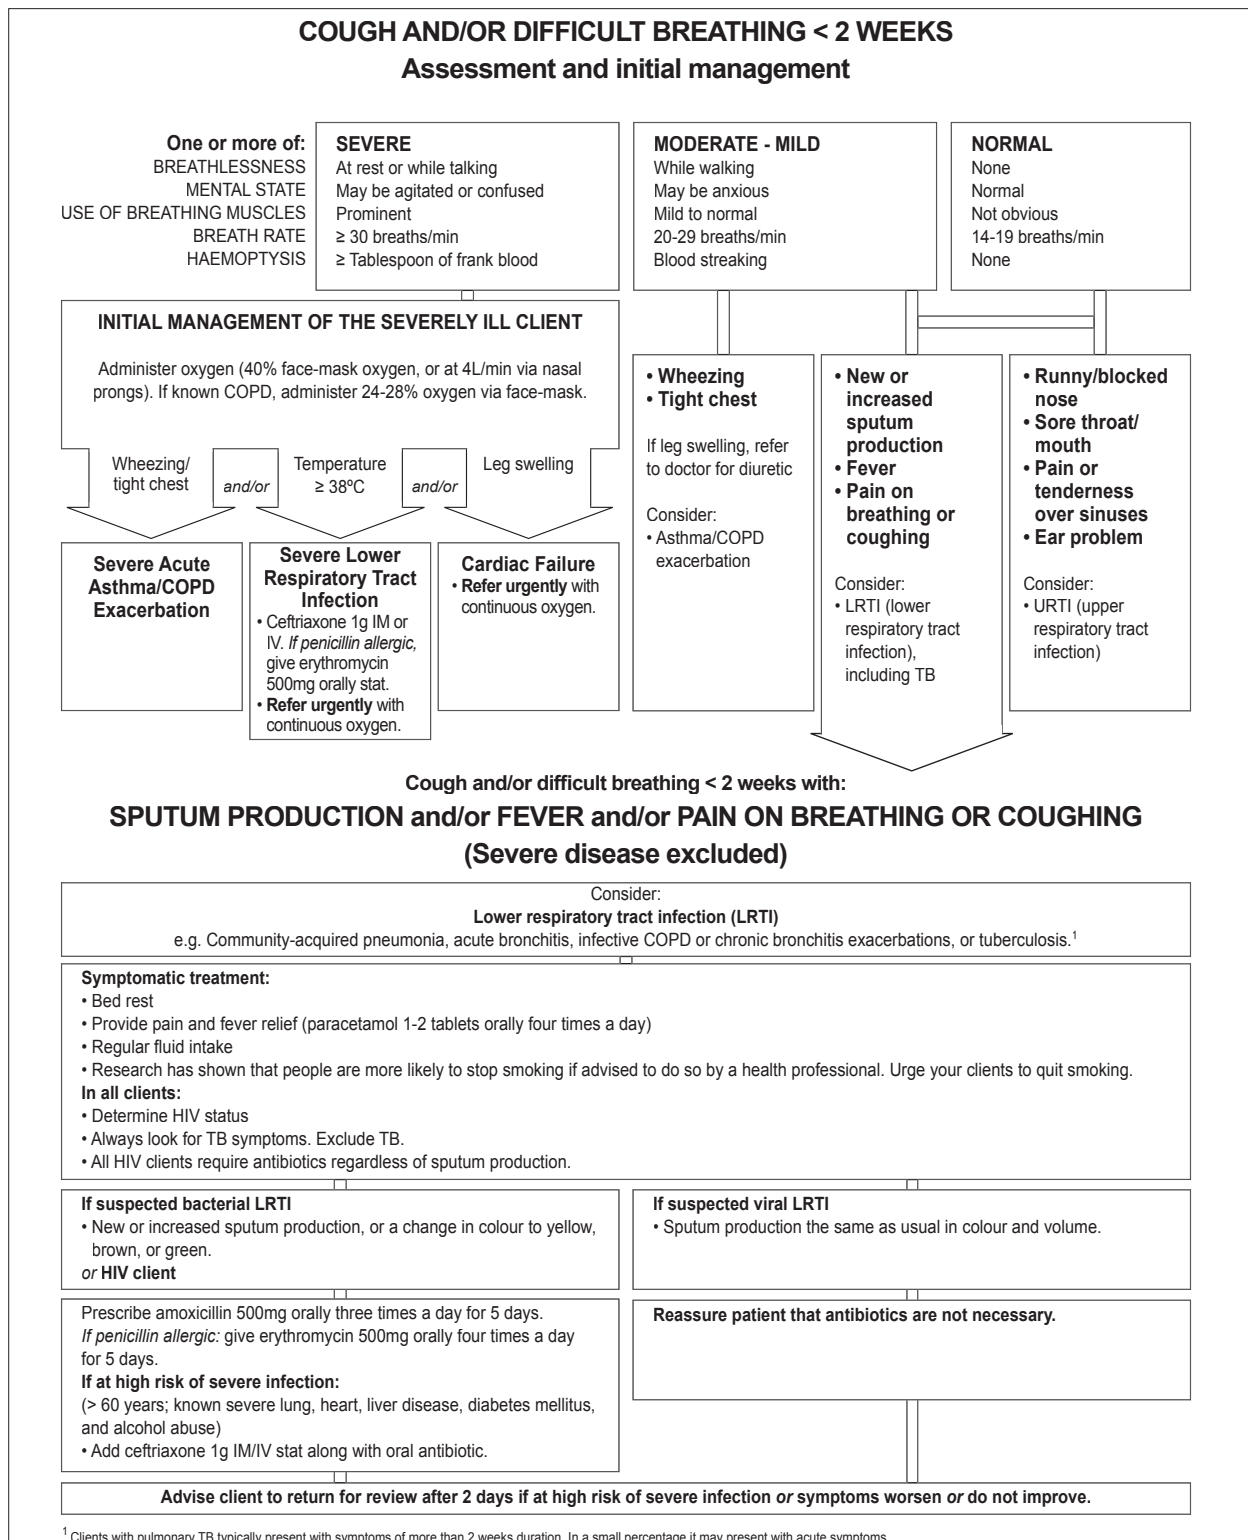 COUGH AND/OR DIFFICULT BREATHING < 2 WEEKS
Assessment and initial management
One or more of:
BREATHLESSNESS
MENTAL STATE
USE OF BREATHING MUSCLES
BREATH RATE
HAEMOPTYSIS
SEVERE
At rest or while talking
May be agitated or confused
Prominent
≥ 30 breaths/min
≥ Tablespoon of frank blood
MODERATE - MILD
While walking
May be anxious
Mild to normal
20-29 breaths/min
Blood streaking
NORMAL
None
Normal
Not obvious
14-19 breaths/min
None
INITIAL MANAGEMENT OF THE SEVERELY ILL CLIENT
Administer oxygen (40% face-mask oxygen, or at 4L/min via nasal
prongs). If known COPD, administer 24-28% oxygen via face-mask.
Wheezing/
tight chest
and/or
Temperature
≥ 38ºC
and/or
Leg swelling
Severe Acute
Asthma/COPD
Exacerbation
Severe Lower
Respiratory Tract
Infection
• Ceftriaxone 1g IM or
IV. If penicillin allergic,
give erythromycin
500mg orally stat.
• Refer urgently with
continuous oxygen.
Cardiac Failure
• Refer urgently with
continuous oxygen.
• Wheezing
• Tight chest
If leg swelling, refer
to doctor for diuretic
Consider:
• Asthma/COPD
exacerbation
• New or
increased
sputum
production
• Fever
• Pain on
breathing or
coughing
Consider:
• LRTI (lower
respiratory tract
infection),
including TB
• Runny/blocked
nose
• Sore throat/
mouth
• Pain or
tenderness
over sinuses
• Ear problem
Consider:
• URTI (upper
respiratory tract
infection)
Cough and/or difficult breathing < 2 weeks with:
SPUTUM PRODUCTION and/or FEVER and/or PAIN ON BREATHING OR COUGHING
(Severe disease excluded)
Consider:
Lower respiratory tract infection (LRTI)
e.g. Community-acquired pneumonia, acute bronchitis, infective COPD or chronic bronchitis exacerbations, or tuberculosis.1
Symptomatic treatment:
• Bed rest
• Provide pain and fever relief (paracetamol 1-2 tablets orally four times a day)
• Regular fluid intake
• Research has shown that people are more likely to stop smoking if advised to do so by a health professional. Urge your clients to quit smoking.
In all clients:
• Determine HIV status
• Always look for TB symptoms. Exclude TB.
• All HIV clients require antibiotics regardless of sputum production.
If suspected bacterial LRTI
• New or increased sputum production, or a change in colour to yellow,
brown, or green.
or HIV client
If suspected viral LRTI
• Sputum production the same as usual in colour and volume.
Prescribe amoxicillin 500mg orally three times a day for 5 days.
If penicillin allergic: give erythromycin 500mg orally four times a day
for 5 days.
If at high risk of severe infection:
(> 60 years; known severe lung, heart, liver disease, diabetes mellitus,
and alcohol abuse)
• Add ceftriaxone 1g IM/IV stat along with oral antibiotic.
Reassure patient that antibiotics are not necessary.
Advise client to return for review after 2 days if at high risk of severe infection or symptoms worsen or do not improve.
1 Clients with pulmonary TB typically present with symptoms of more than 2 weeks duration. In a small percentage it may present with acute symptoms.